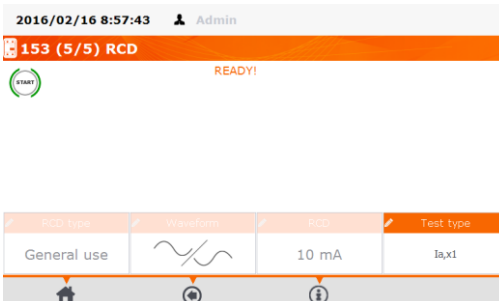 2016/02/16 8:57:43 Admin
153 (5/5) RCD
READY!
START
RCD type Waveform RCD Test type
General use 10 mA Ia,x1